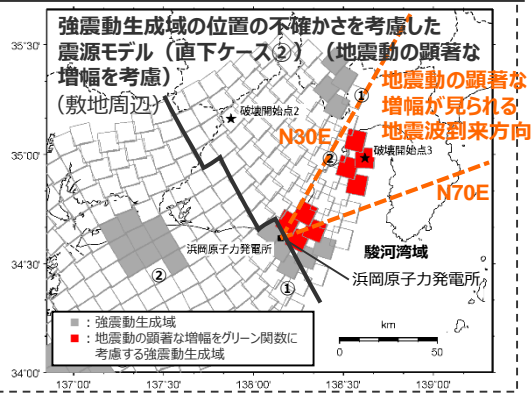 強震動生成域の位置の不確かさを考慮した
震源モデル（直下ケース②）（地震動の顕著な
増幅を考慮）
（敷地周辺）
地震動の顕著な
増幅が見られる
地震波到来方向
①
★破壊開始点2
N30E
②
★破壊開始点3
N70E
浜岡原子力発電所
駿河湾域
浜岡原子力発電所
②
①
：強震動生成域
：地震動の顕著な増幅をグリーン関数に
考慮する強震動生成域
km
0 50
35°30'
35°00'
34°30'
34°00'
137°00' 137°30' 138°00' 138°30' 139°00'